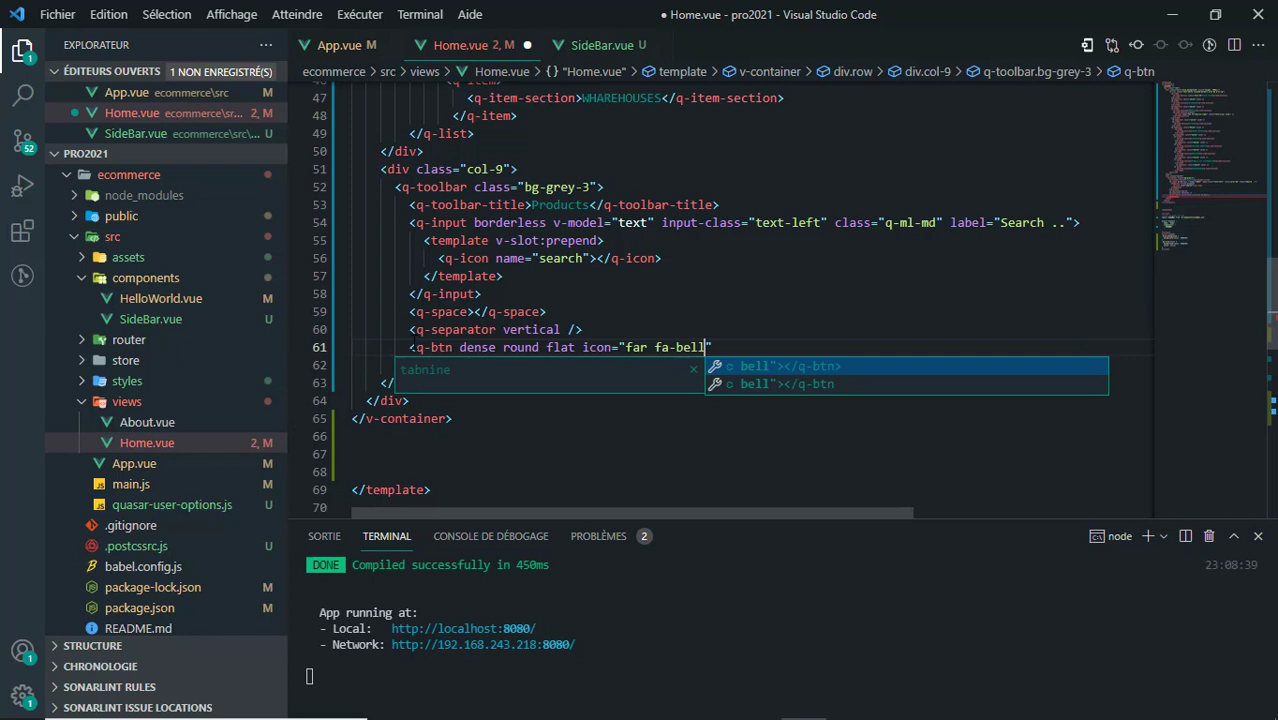 Fichier Edition Sélection Affichage Atteindre Exécuter Terminal Aide ● Home.vue - pro2021 - Visual Studio Code
EXPLORATEUR ···
ÉDITEURS OUVERTS 1 NON ENREGISTRÉ(S)
App.vue ecommerce\src
Home.vue ecommerce\sr... 2, M
SideBar.vue ecommerce\src\... U
PRO2021
ecommerce
node_modules
public
src
assets
components
HelloWorld.vue M
SideBar.vue U
router
store
styles
views
About.vue
Home.vue 2, M
App.vue M
main.js M
quasar-user-options.js U
.gitignore
.postcssrc.js U
babel.config.js
package-lock.json M
package.json M
README.md
STRUCTURE
CHRONOLOGIE
SONARLINT RULES
SONARLINT ISSUE LOCATIONS
1
52
1
1
App.vue M Home.vue 2, M ● SideBar.vue U
ecommerce > src > views > Home.vue > {} "Home.vue" > template > v-container > div.row > div.col-9 > q-toolbar.bg-grey-3 > q-btn
47 <q-item-section>WHAREHOUSES</q-item-section>
48 </q-item>
49 </q-list>
50 </div>
51 <div class="col-9">
52 <q-toolbar class="bg-grey-3">
53 <q-toolbar-title>Products</q-toolbar-title>
54 <q-input borderless v-model="text" input-class="text-left" class="q-ml-md" label="Search ..">
55 <template v-slot:prepend>
56 <q-icon name="search"></q-icon>
57 </template>
58 </q-input>
59 <q-space></q-space>
60 <q-separator vertical />
61 <q-btn dense round flat icon="far fa-bell"
62
63 </
64 </div>
65 </v-container>
66
67
68
69 </template>
70
tabnine ×
bell"></q-btn>
bell"></q-btn
SORTIE TERMINAL CONSOLE DE DÉBOGAGE PROBLÈMES 2 node
DONE Compiled successfully in 450ms 23:08:39
App running at:
- Local: http://localhost:8080/
- Network: http://192.168.243.218:8080/